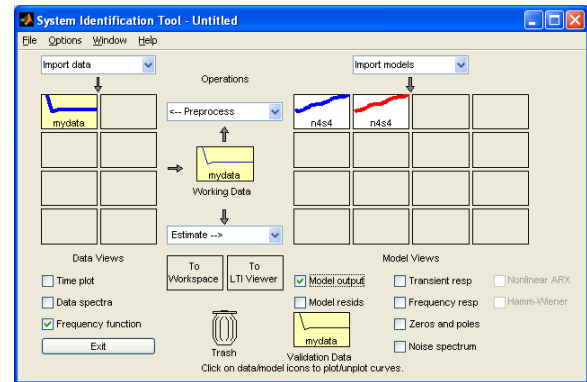 System Identification Tool - Untitled
File Options Window Help
Import data
Operations
Import models
<-- Preprocess
mydata
n4s4
n4s4
mydata
Working Data
Estimate -->
Data Views
To Workspace
To LTI Viewer
Model Views
Time plot
Data spectra
Frequency function
Exit
Trash
Model output
Model resids
mydata
Validation Data
Transient resp
Frequency resp
Zeros and poles
Noise spectrum
Nonlinear ARX
Hamm-Wiener
Click on data/model icons to plot/unplot curves.